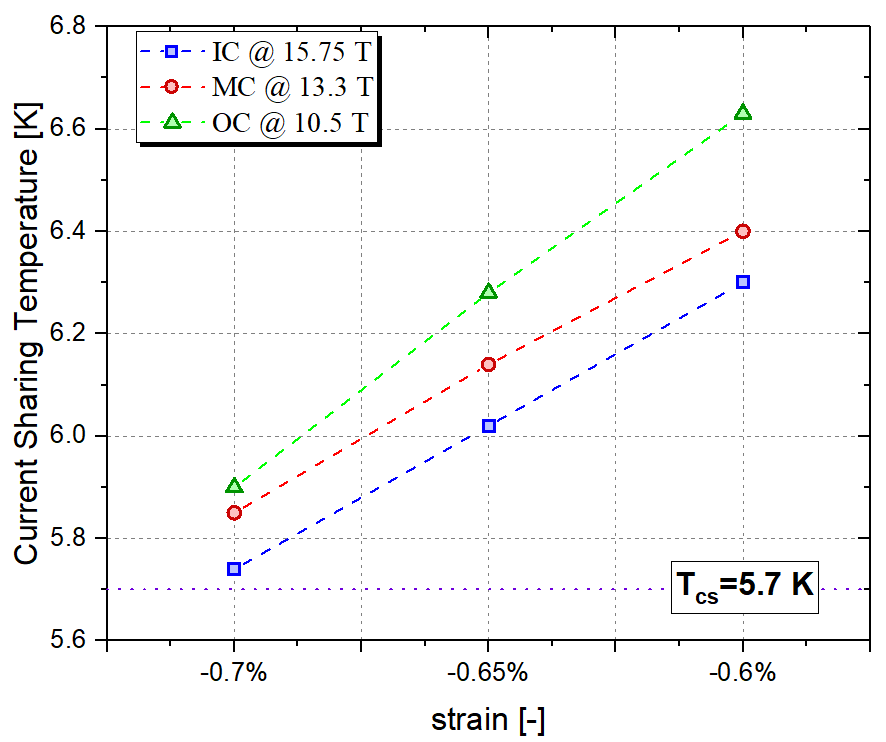 IC @ 15.75 T
MC @ 13.3 T
OC @ 10.5 T
Current Sharing Temperature [K]
6.8
6.6
6.4
6.2
6.0
5.8
5.6
Tcs=5.7 K
-0.7%
-0.65%
-0.6%
strain [-]